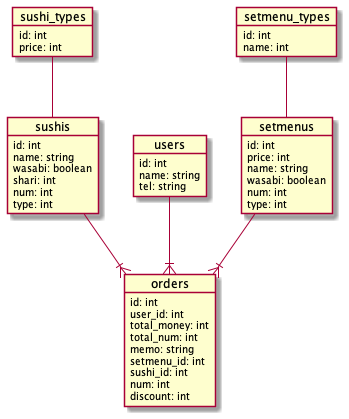 sushi_types
id: int
price: int
setmenu_types
id: int
name: int
sushis
id: int
name: string
wasabi: boolean
shari: int
num: int
type: int
users
id: int
name: string
tel: string
setmenus
id: int
price: int
name: string
wasabi: boolean
num: int
type: int
orders
id: int
user_id: int
total_money: int
total_num: int
memo: string
setmenu_id: int
sushi_id: int
num: int
discount: int